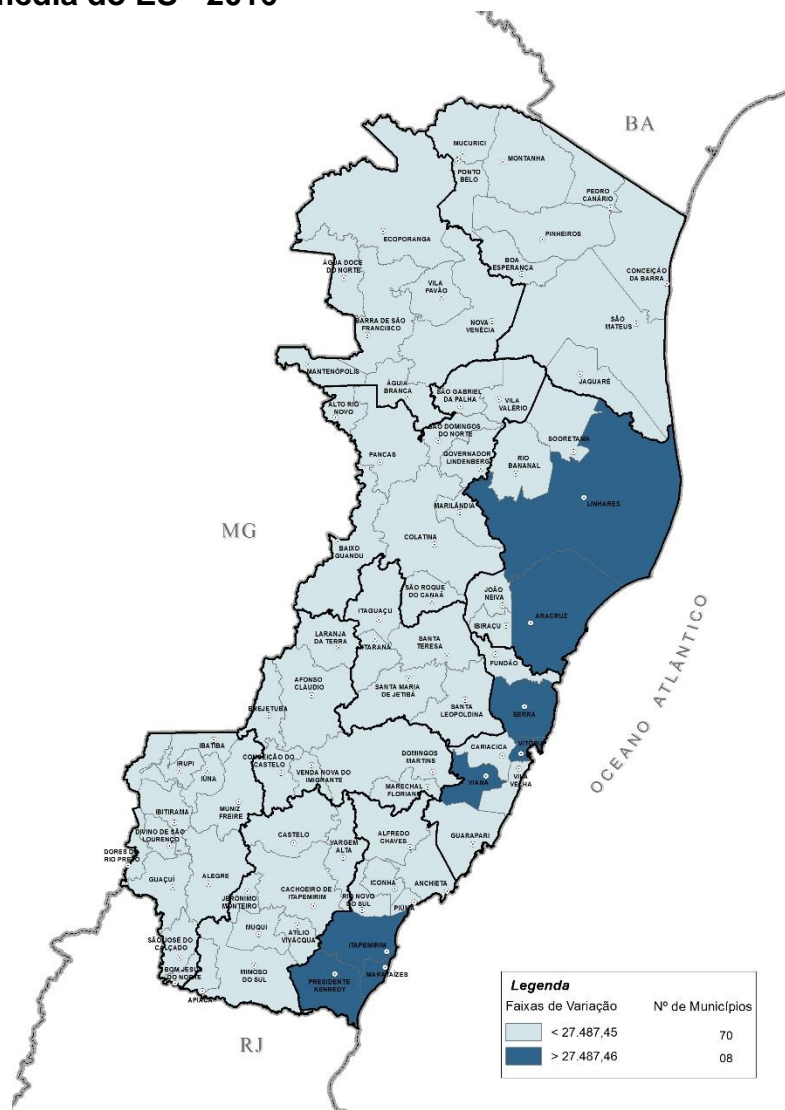 média do ES - 2016
BA
MUCURICI
MONTANHA
PONTO
BELO
PEDRO
CANÁRIO
ECOPORANGA
PINHEIROS
ÁGUA DOCE
DO NORTE
BOA
ESPERANÇA
CONCEIÇÃO
DA BARRA
VILA
PAVÃO
BARRA DE SÃO
FRANCISCO
NOVA
VENÉCIA
SÃO
MATEUS
MANTENÓPOLIS
ÁGUIA
BRANCA
JAGUARÉ
SÃO GABRIEL
DA PALHA
VILA
VALÉRIO
ALTO RIO
NOVO
SÃO DOMINGOS
DO NORTE
SOORETAMA
PANCAS
GOVERNADOR
LINDENBERG
RIO
BANANAL
LINHARES
MARILÂNDIA
MG
COLATINA
BAIXO
GUANDU
SÃO ROQUE
DO CANAÃ
JOÃO
NEIVA
ITAGUAÇU
IBIRAÇU
ARACRUZ
LARANJA
DA TERRA
ITARANA
SANTA
TERESA
FUNDÃO
AFONSO
CLÁUDIO
SANTA MARIA
DE JETIBÁ
SANTA
LEOPOLDINA
SERRA
BREJETUBA
OCEANO ATLÂNTICO
IBATIBA
CARIACICA
VITÓRIA
IRUPI
IÚNA
CONCEIÇÃO DO
CASTELO
VENDA NOVA DO
IMIGRANTE
DOMINGOS
MARTINS
VIANA
VILA
VELHA
MARECHAL
FLORIANO
IBITIRAMA
MUNIZ
FREIRE
DIVINO DE SÃO
LOURENÇO
CASTELO
VARGEM
ALTA
ALFREDO
CHAVES
GUARAPARI
DORES DO
RIO PRETO
GUAÇUÍ
ALEGRE
JERÔNIMO
MONTEIRO
CACHOEIRO DE
ITAPEMIRIM
ICONHA
ANCHIETA
RIO NOVO
DO SUL
PIÚMA
MUQUI
ATÍLIO
VIVÁCQUA
SÃO JOSÉ DO
CALÇADO
ITAPEMIRIM
BOM JESUS
DO NORTE
MIMOSO
DO SUL
PRESIDENTE
KENNEDY
MARATAÍZES
APIACÁ
RJ
Legenda
Faixas de Variação Nº de Municípios
< 27.487,45 70
> 27.487,46 08